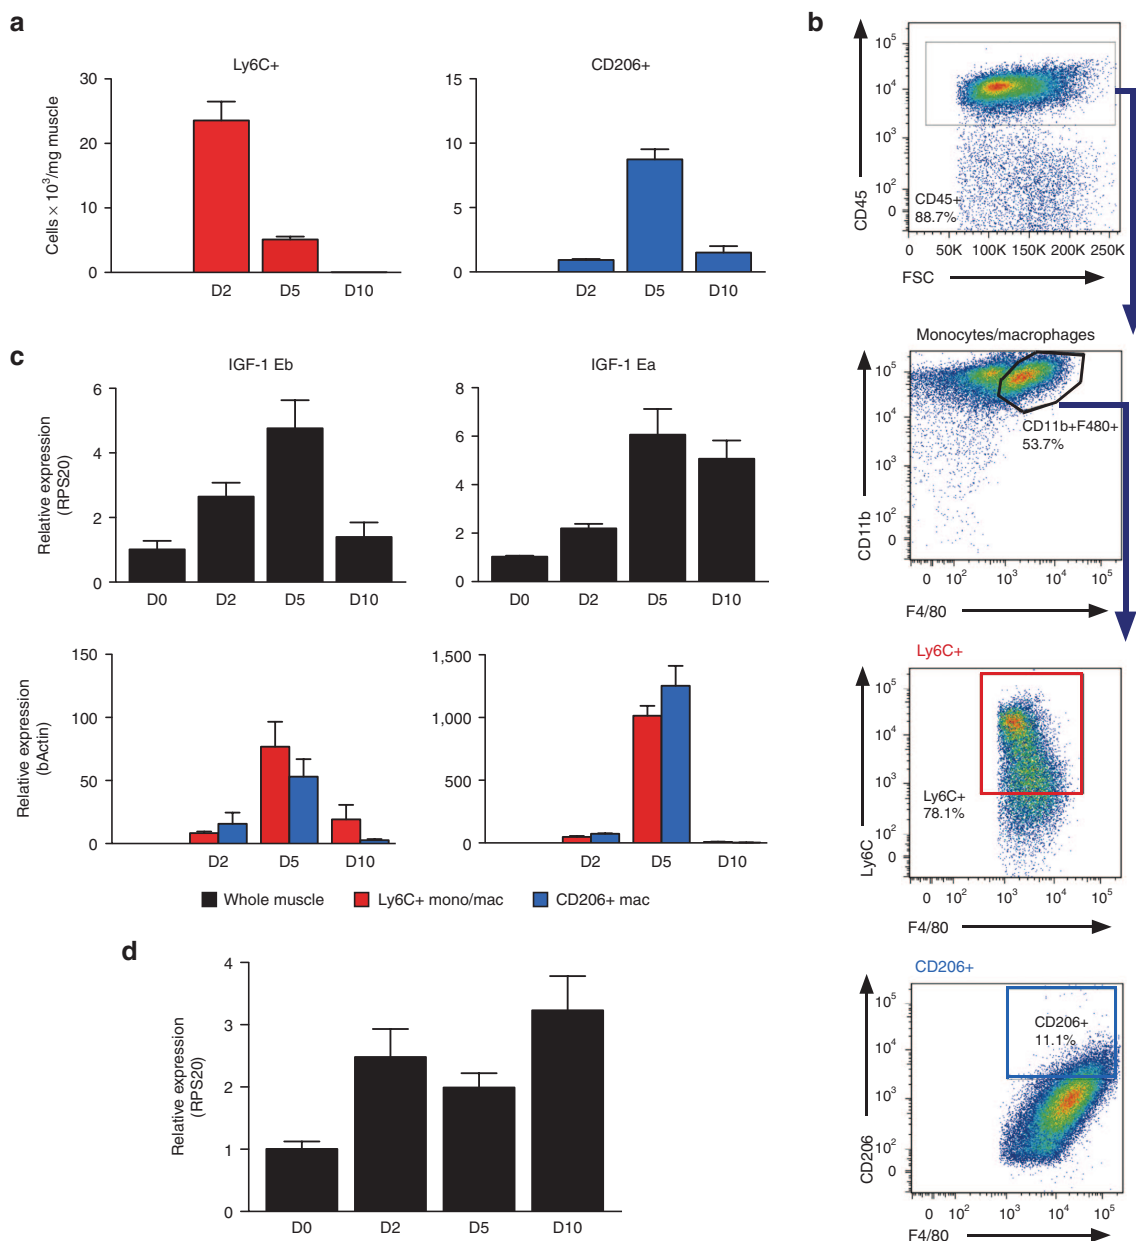 a
Ly6C+
CD206+
Cells × 10³/mg muscle
30
20
10
0
D2 D5 D10
15
10
5
0
D2 D5 D10
b
CD45
10⁵
10⁴
10³
10²
0
CD45+
88.7%
0 50K 100K 150K 200K 250K
FSC
Monocytes/macrophages
CD11b
10⁵
10⁴
10³
10²
0
CD11b+F480+
53.7%
0 10² 10³ 10⁴ 10⁵
F4/80
Ly6C+
Ly6C
10⁵
10⁴
10³
10²
0
Ly6C+
78.1%
0 10² 10³ 10⁴ 10⁵
F4/80
CD206+
CD206
10⁵
10⁴
10³
10²
0
CD206+
11.1%
0 10² 10³ 10⁴ 10⁵
F4/80
c
IGF-1 Eb
IGF-1 Ea
Relative expression
(RPS20)
6
4
2
0
D0 D2 D5 D10
8
6
4
2
0
D0 D2 D5 D10
Relative expression
(bActin)
150
100
50
0
D2 D5 D10
1,500
1,000
500
0
D2 D5 D10
Whole muscle Ly6C+ mono/mac CD206+ mac
d
Relative expression
(RPS20)
4
3
2
1
0
D0 D2 D5 D10